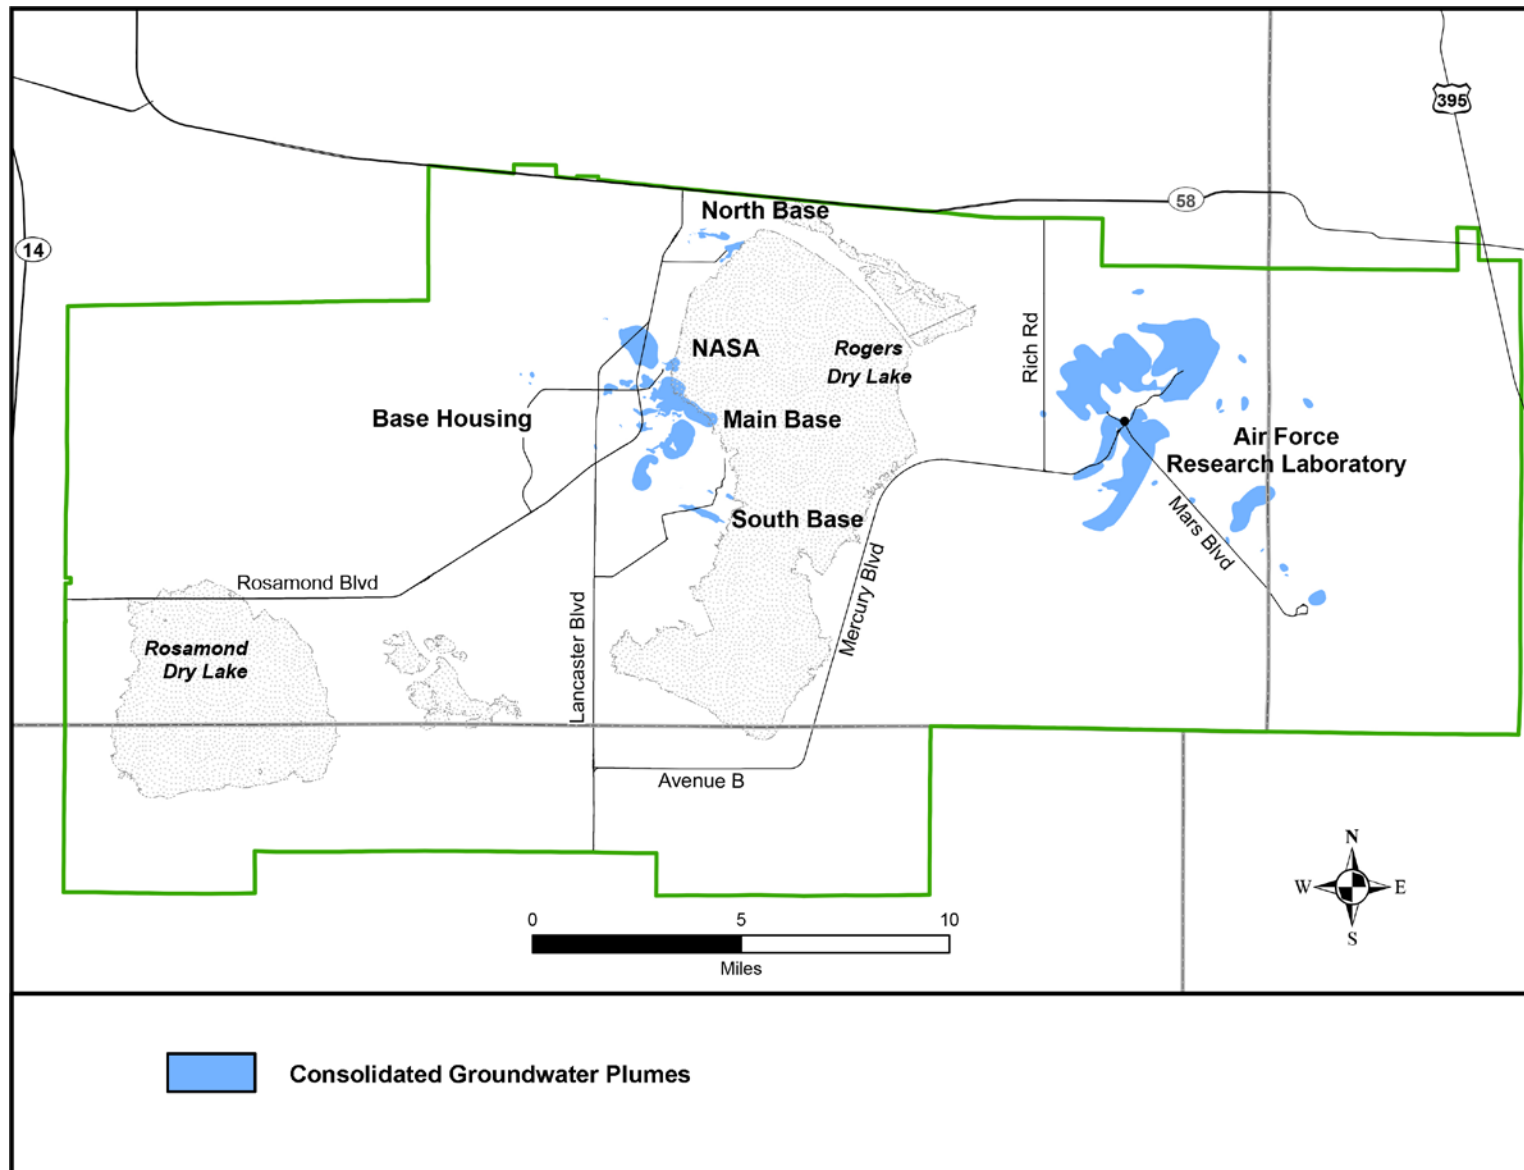 395
58
14
North Base
NASA
Rogers
Dry Lake
Rich Rd
Base Housing
Main Base
Air Force
Research Laboratory
South Base
Mars Blvd
Rosamond Blvd
Mercury Blvd
Lancaster Blvd
Rosamond
Dry Lake
Avenue B
N
W
E
S
0
5
10
Miles
Consolidated Groundwater Plumes